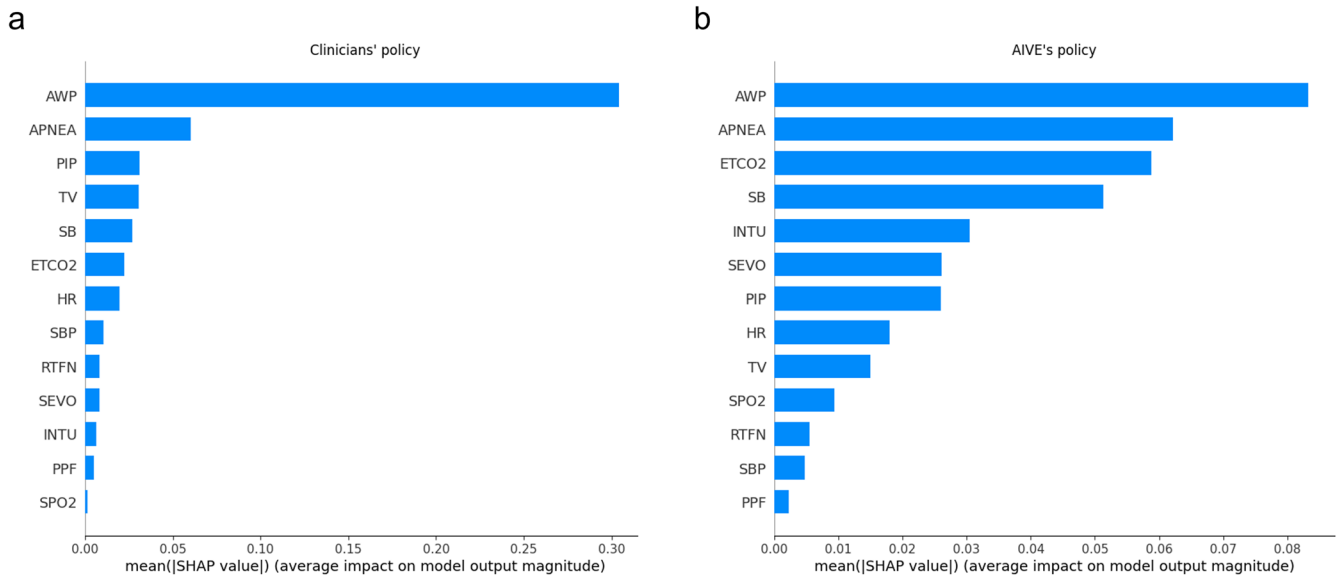 a
Clinicians' policy
AWP
APNEA
PIP
TV
SB
ETCO2
HR
SBP
RTFN
SEVO
INTU
PPF
SPO2
0.00 0.05 0.10 0.15 0.20 0.25 0.30
mean(|SHAP value|) (average impact on model output magnitude)
b
AIVE's policy
AWP
APNEA
ETCO2
SB
INTU
SEVO
PIP
HR
TV
SPO2
RTFN
SBP
PPF
0.00 0.01 0.02 0.03 0.04 0.05 0.06 0.07 0.08
mean(|SHAP value|) (average impact on model output magnitude)